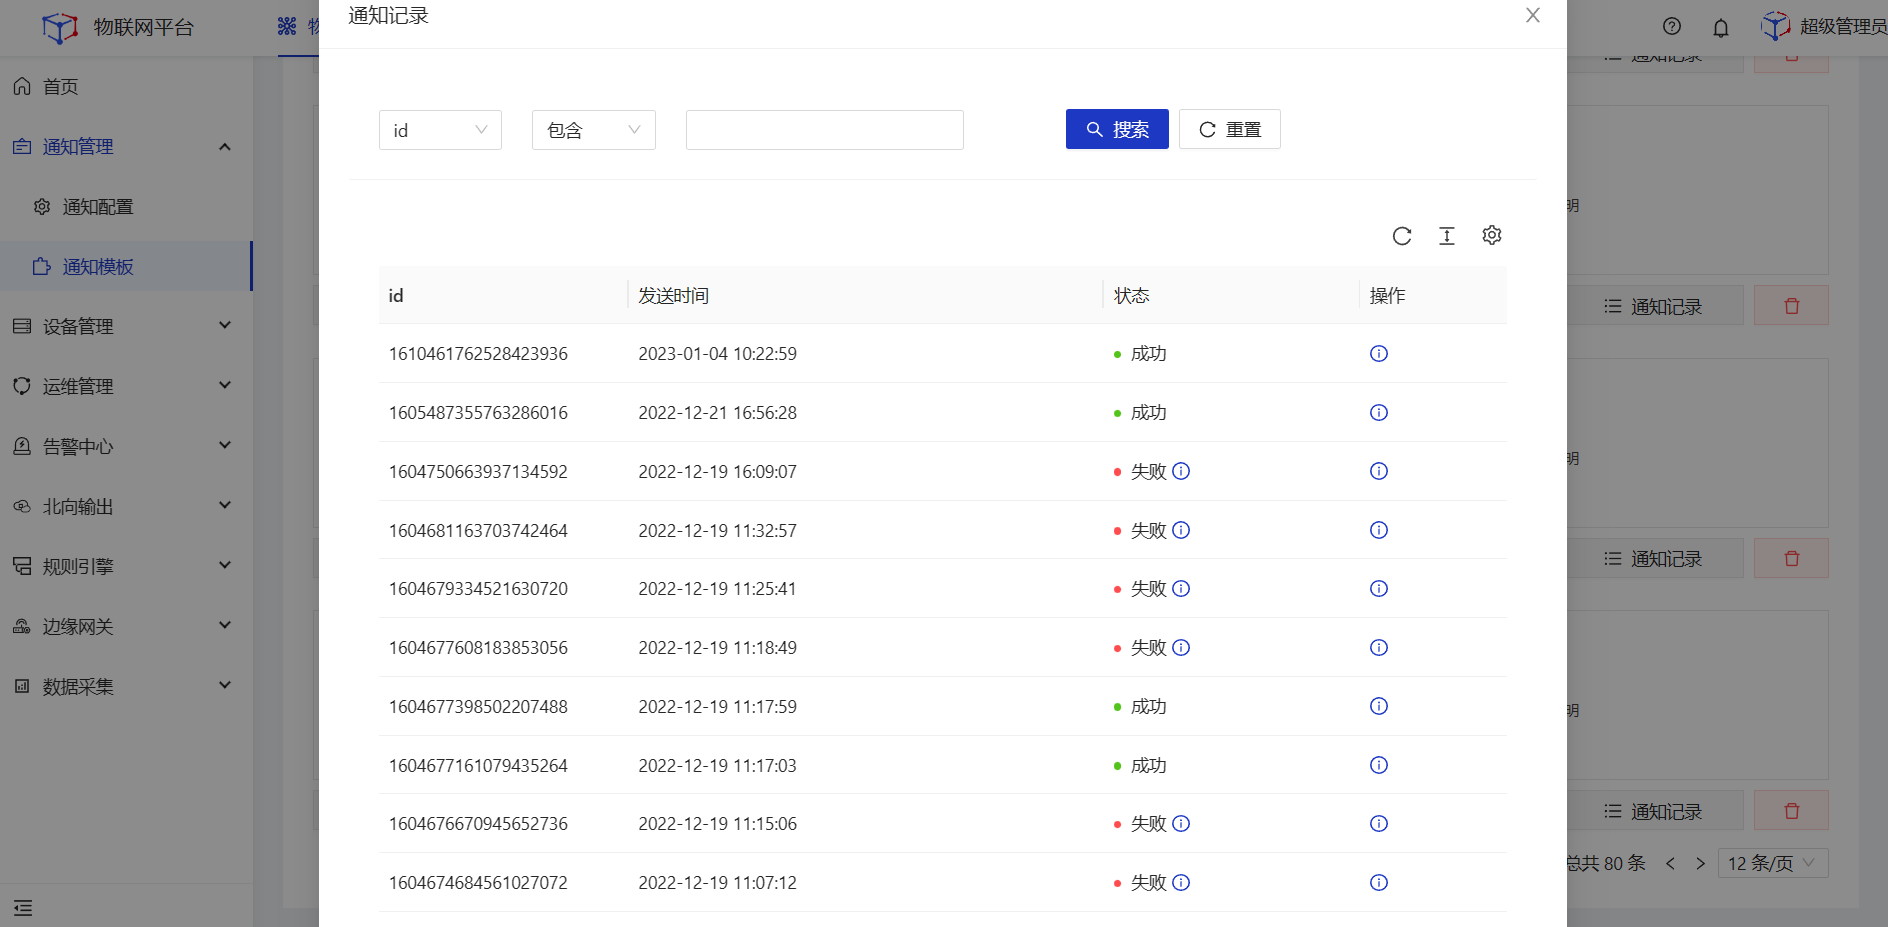 物联网平台
物
超级管理员
首页
通知管理
通知配置
通知模板
设备管理
运维管理
告警中心
北向输出
规则引擎
边缘网关
数据采集
通知记录
id
包含
搜索
重置
id 发送时间 状态 操作
1610461762528423936 2023-01-04 10:22:59 成功
1605487355763286016 2022-12-21 16:56:28 成功
1604750663937134592 2022-12-19 16:09:07 失败
1604681163703742464 2022-12-19 11:32:57 失败
1604679334521630720 2022-12-19 11:25:41 失败
1604677608183853056 2022-12-19 11:18:49 失败
1604677398502207488 2022-12-19 11:17:59 成功
1604677161079435264 2022-12-19 11:17:03 成功
1604676670945652736 2022-12-19 11:15:06 失败
1604674684561027072 2022-12-19 11:07:12 失败
通知记录
明
通知记录
明
通知记录
明
通知记录
总共 80 条
12 条/页